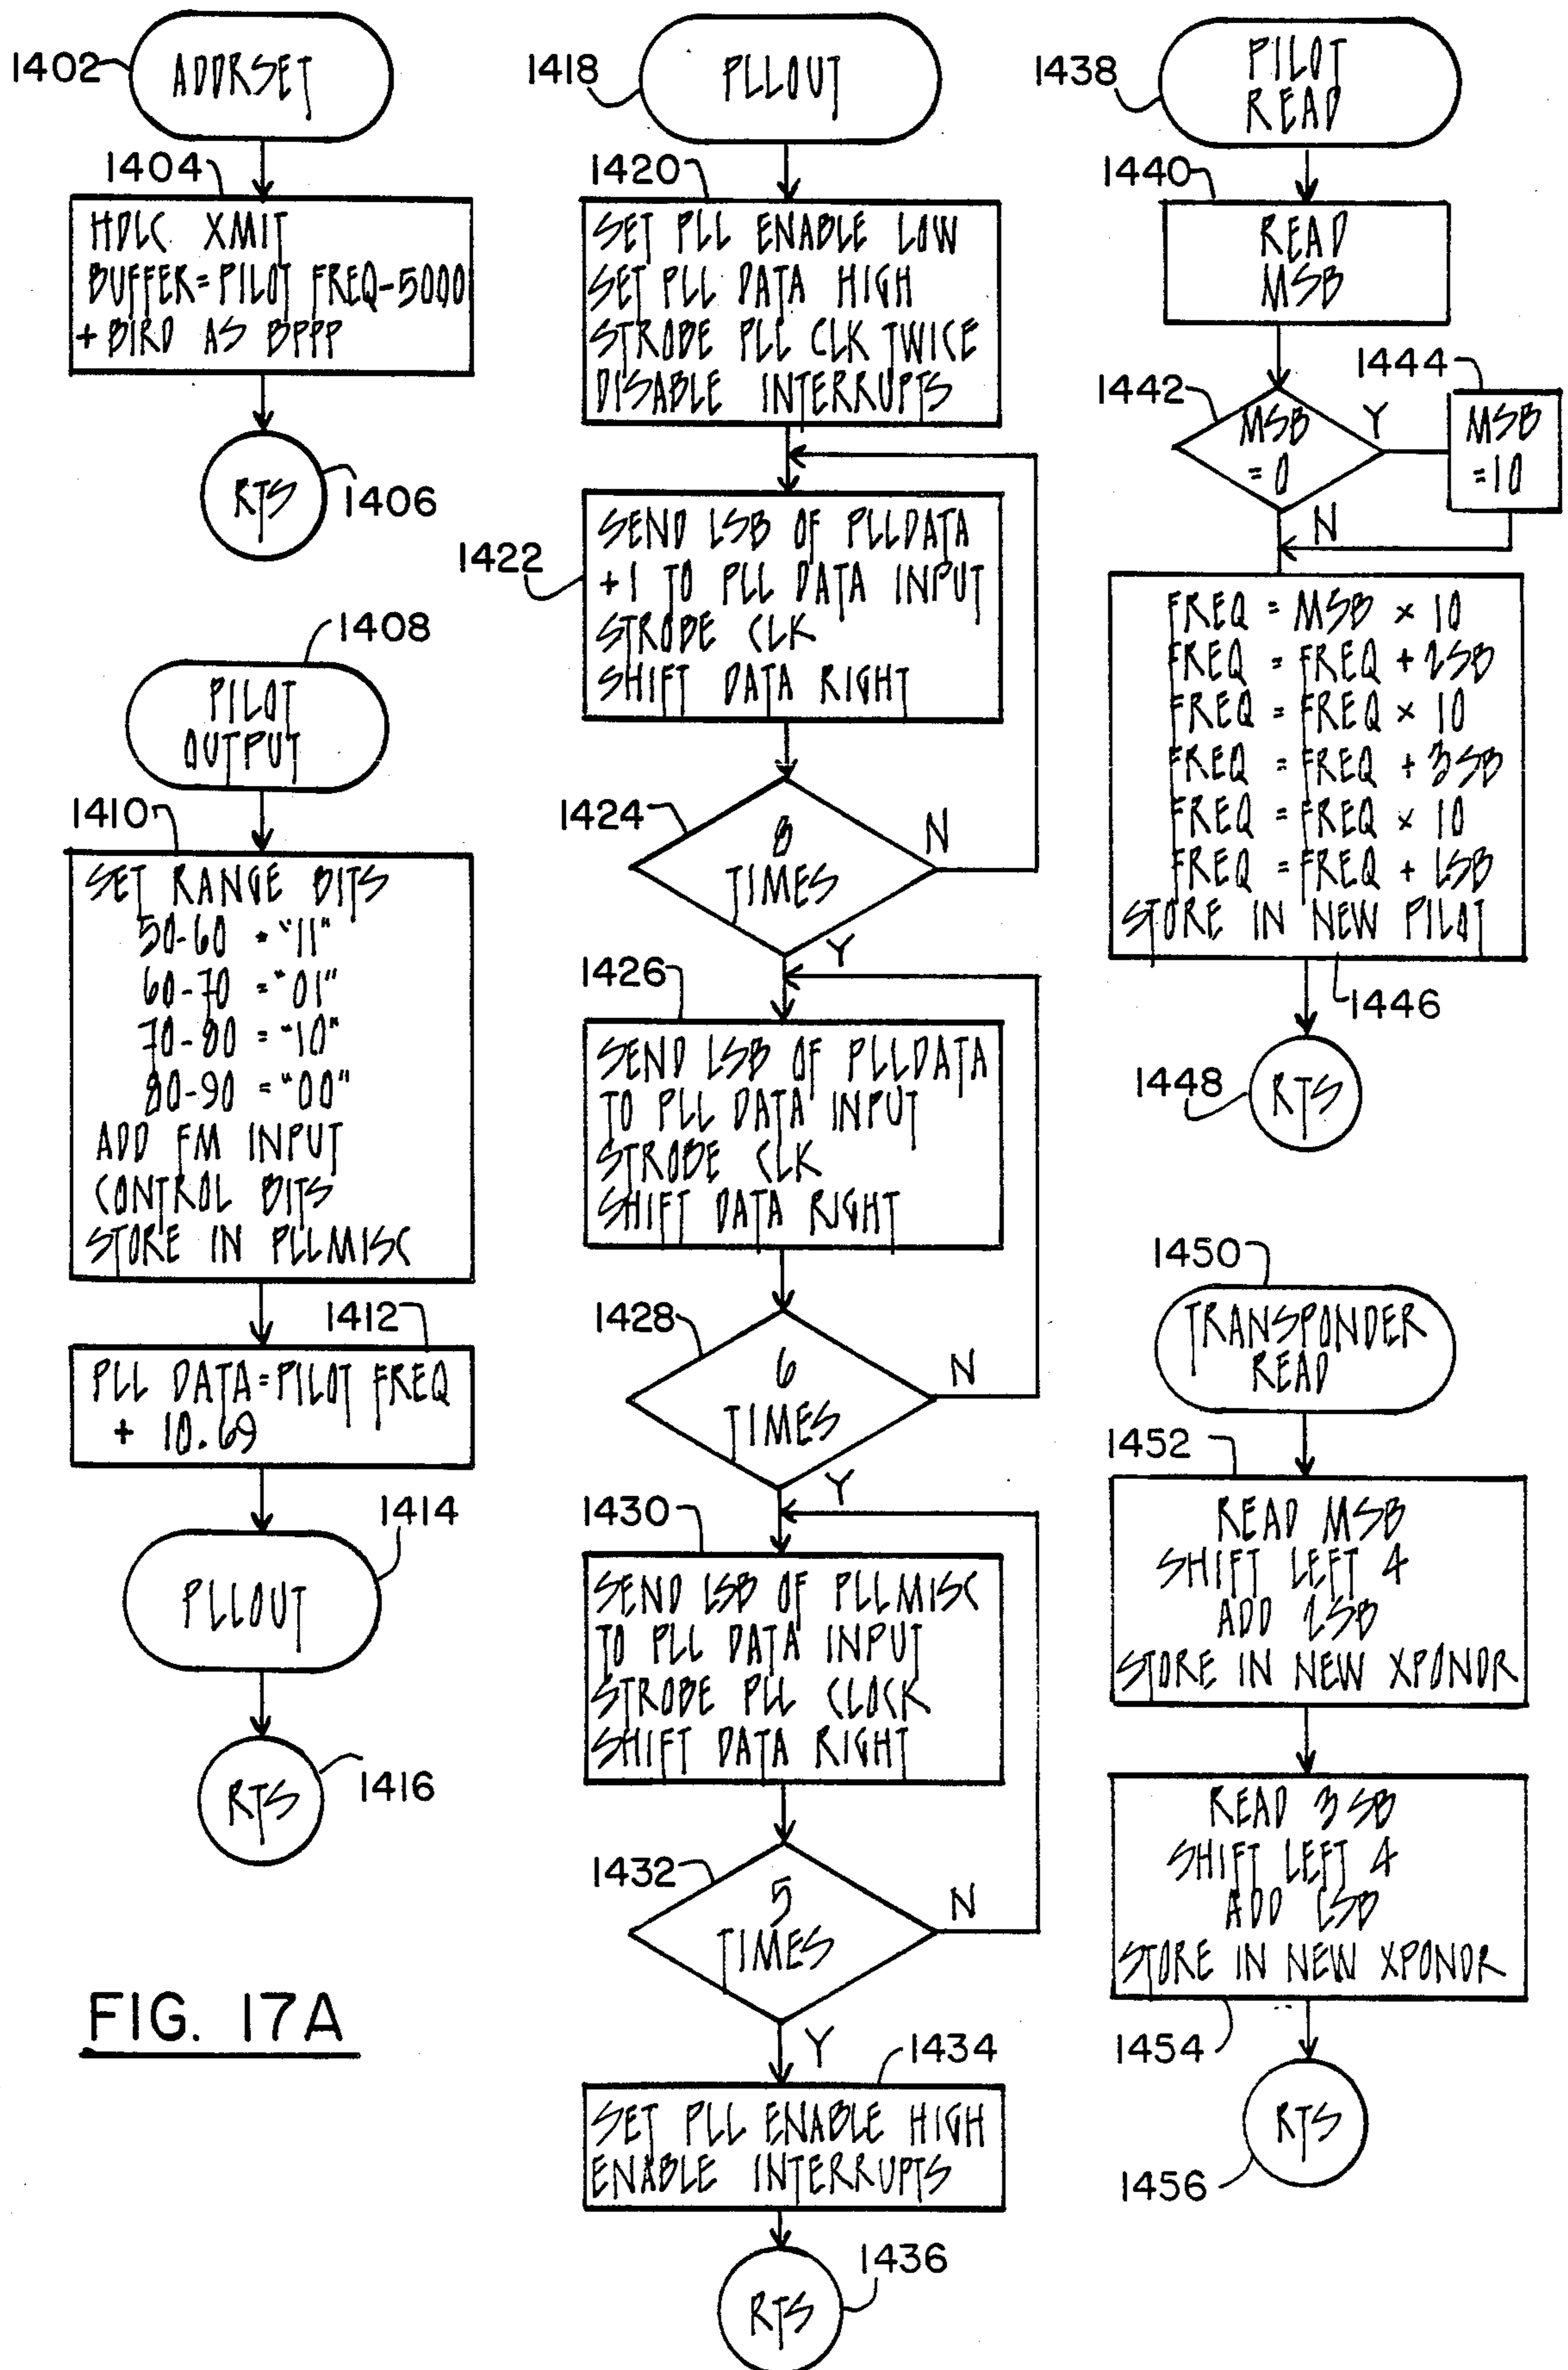 1402
ADDRSET
1404
HDLC XMIT
BUFFER=PILOT FREQ-5000
+ BIRD AS BPPP
RTS
1406
1408
PILOT
OUTPUT
1410
SET RANGE BITS
50-60 = "11"
60-70 = "01"
70-80 = "10"
80-90 = "00"
ADD FM INPUT
CONTROL BITS
STORE IN PLLMISC
1412
PLL DATA=PILOT FREQ
+ 10.69
1414
PLLOUT
RTS
1416
FIG. 17A
1418
PLLOUT
1420
SET PLL ENABLE LOW
SET PLL DATA HIGH
STROBE PLL CLK TWICE
DISABLE INTERRUPTS
1422
SEND LSB OF PLLDATA
+1 TO PLL DATA INPUT
STROBE CLK
SHIFT DATA RIGHT
1424
8
TIMES
N
Y
1426
SEND LSB OF PLLDATA
TO PLL DATA INPUT
STROBE CLK
SHIFT DATA RIGHT
1428
6
TIMES
N
Y
1430
SEND LSB OF PLLMISC
TO PLL DATA INPUT
STROBE PLL CLOCK
SHIFT DATA RIGHT
1432
5
TIMES
N
Y
1434
SET PLL ENABLE HIGH
ENABLE INTERRUPTS
RTS
1436
1438
PILOT
READ
1440
READ
MSB
1442
MSB
= 0
Y
N
1444
MSB
=10
FREQ = MSB × 10
FREQ = FREQ + 2SB
FREQ = FREQ × 10
FREQ = FREQ + 3SB
FREQ = FREQ × 10
FREQ = FREQ + LSB
STORE IN NEW PILOT
1446
1448
RTS
1450
TRANSPONDER
READ
1452
READ MSB
SHIFT LEFT 4
ADD 2SB
STORE IN NEW XPONDR
READ 3SB
SHIFT LEFT 4
ADD LSB
STORE IN NEW XPONDR
1454
RTS
1456